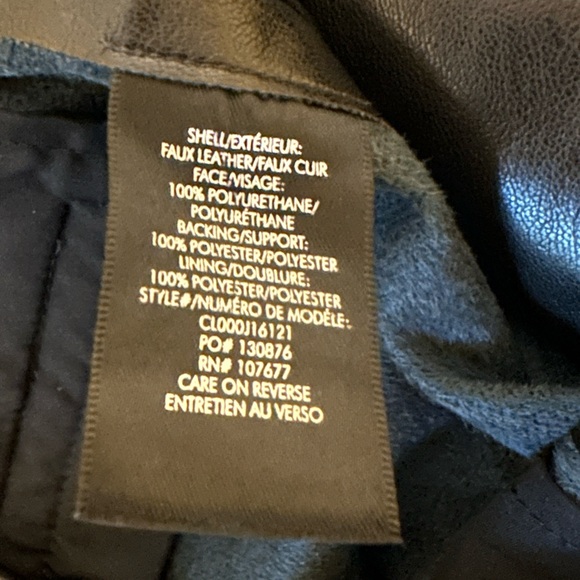 SHELL/EXTÉRIEUR:
FAUX LEATHER/FAUX CUIR
FACE/VISAGE:
100% POLYURETHANE/
POLYURÉTHANE
BACKING/SUPPORT:
100% POLYESTER/POLYESTER
LINING/DOUBLURE:
100% POLYESTER/POLYESTER
STYLE#/NUMÉRO DE MODÈLE:
CL000J16121
PO# 130876
RN# 107677
CARE ON REVERSE
ENTRETIEN AU VERSO